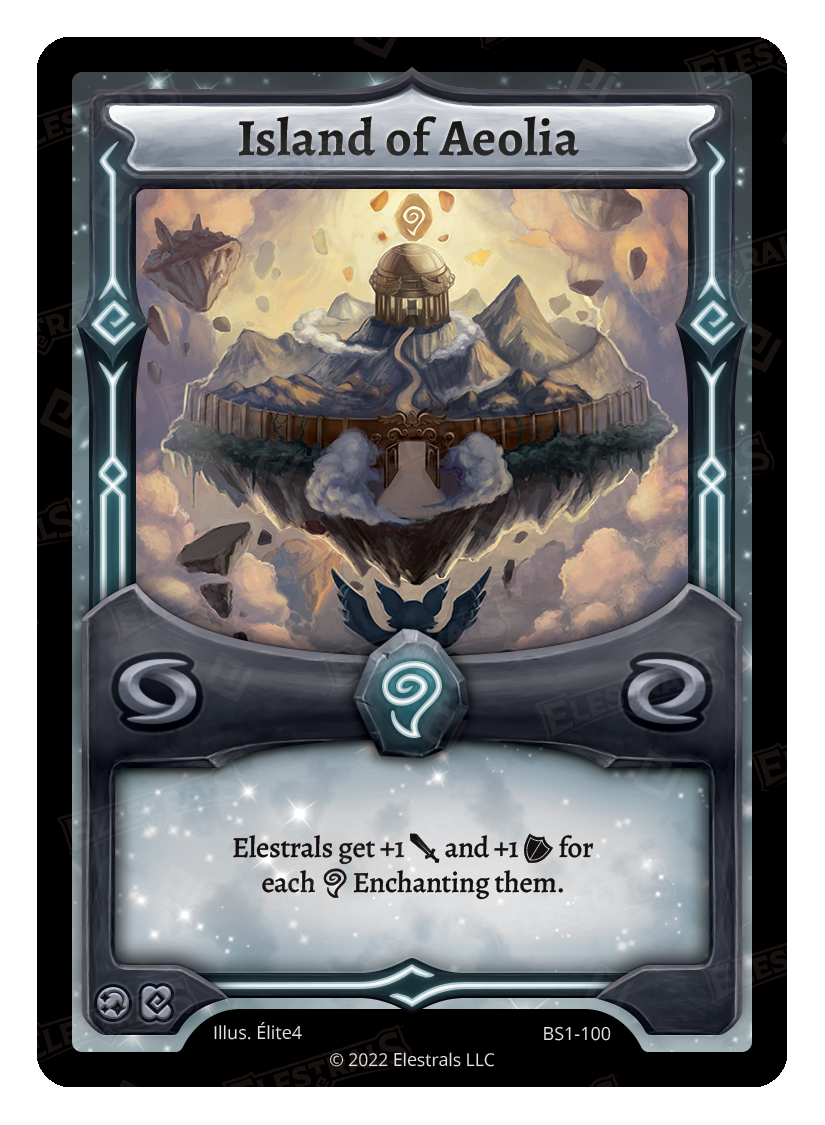 Island of Aeolia
Elestrals get +1 and +1 for
each Enchanting them.
Illus. Élite4
BS1-100
© 2022 Elestrals LLC